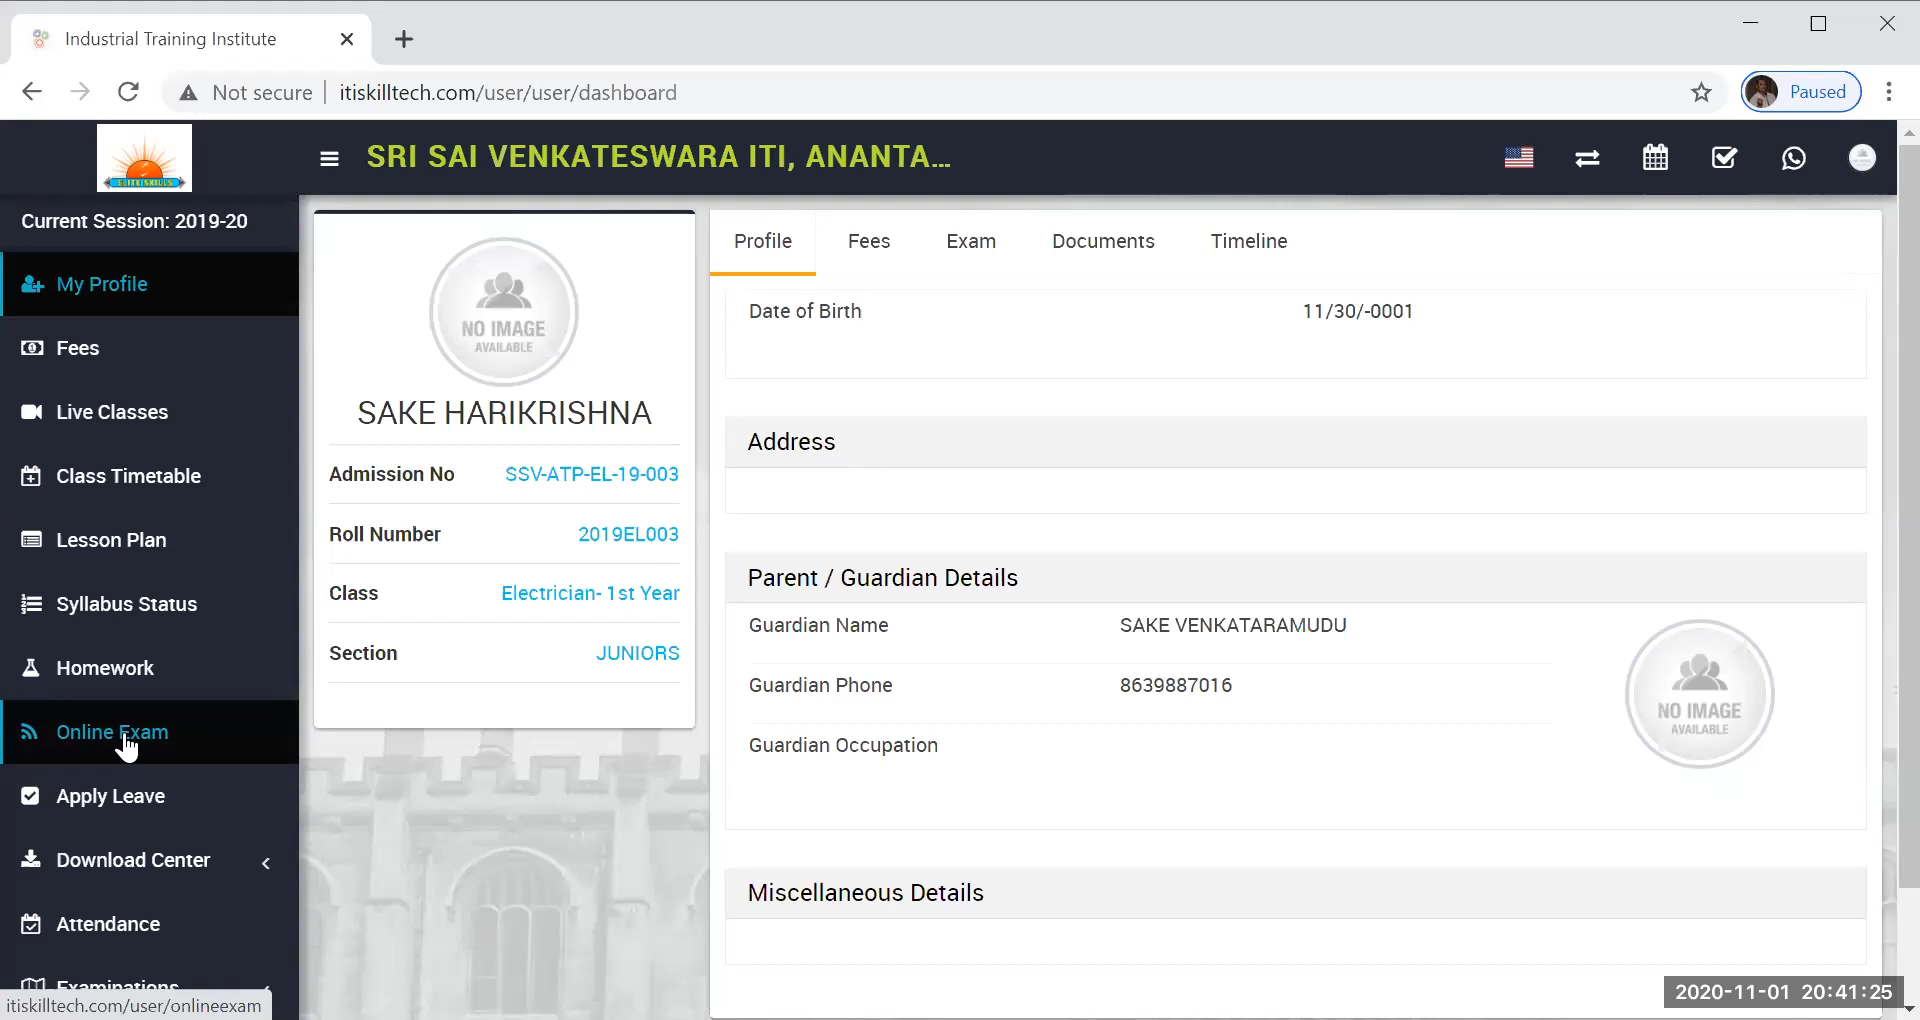 Industrial Training Institute
Not secure
itiskilltech.com/user/user/dashboard
Paused
ELITKSKILLS
SRI SAI VENKATESWARA ITI, ANANTA...
Current Session: 2019-20
My Profile
Fees
Live Classes
Class Timetable
Lesson Plan
Syllabus Status
Homework
Online Exam
Apply Leave
Download Center
Attendance
Examinations
itiskilltech.com/user/onlineexam
NO IMAGE
AVAILABLE
SAKE HARIKRISHNA
Admission No SSV-ATP-EL-19-003
Roll Number 2019EL003
Class Electrician- 1st Year
Section JUNIORS
Profile Fees Exam Documents Timeline
Date of Birth 11/30/-0001
Address
Parent / Guardian Details
Guardian Name SAKE VENKATARAMUDU
Guardian Phone 8639887016
Guardian Occupation
NO IMAGE
AVAILABLE
Miscellaneous Details
2020-11-01 20:41:25